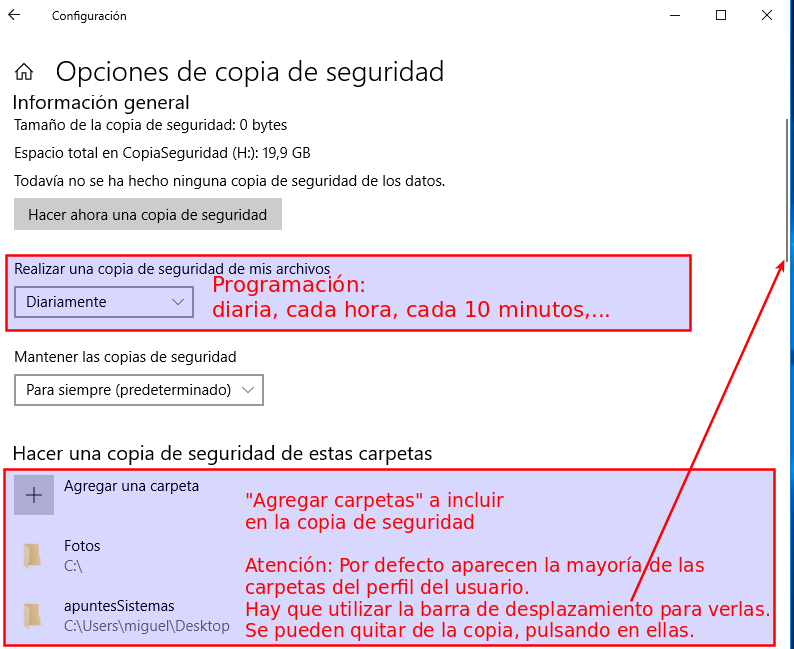 Configuración
Opciones de copia de seguridad
Información general
Tamaño de la copia de seguridad: 0 bytes
Espacio total en CopiaSeguridad (H:): 19,9 GB
Todavía no se ha hecho ninguna copia de seguridad de los datos.
Hacer ahora una copia de seguridad
Realizar una copia de seguridad de mis archivos
Diariamente
Programación:
diaria, cada hora, cada 10 minutos,...
Mantener las copias de seguridad
Para siempre (predeterminado)
Hacer una copia de seguridad de estas carpetas
Agregar una carpeta
"Agregar carpetas" a incluir
en la copia de seguridad
Fotos
C:\
apuntesSistemas
C:\Users\miguel\Desktop
Atención: Por defecto aparecen la mayoría de las
carpetas del perfil del usuario.
Hay que utilizar la barra de desplazamiento para verlas.
Se pueden quitar de la copia, pulsando en ellas.